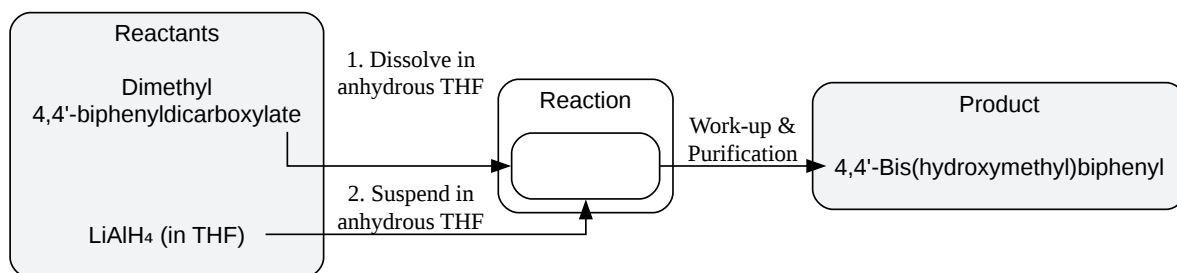 Reactants
Dimethyl
4,4'-biphenyldicarboxylate
LiAlH₄ (in THF)
1. Dissolve in
anhydrous THF
2. Suspend in
anhydrous THF
Reaction
Work-up &
Purification
Product
4,4'-Bis(hydroxymethyl)biphenyl